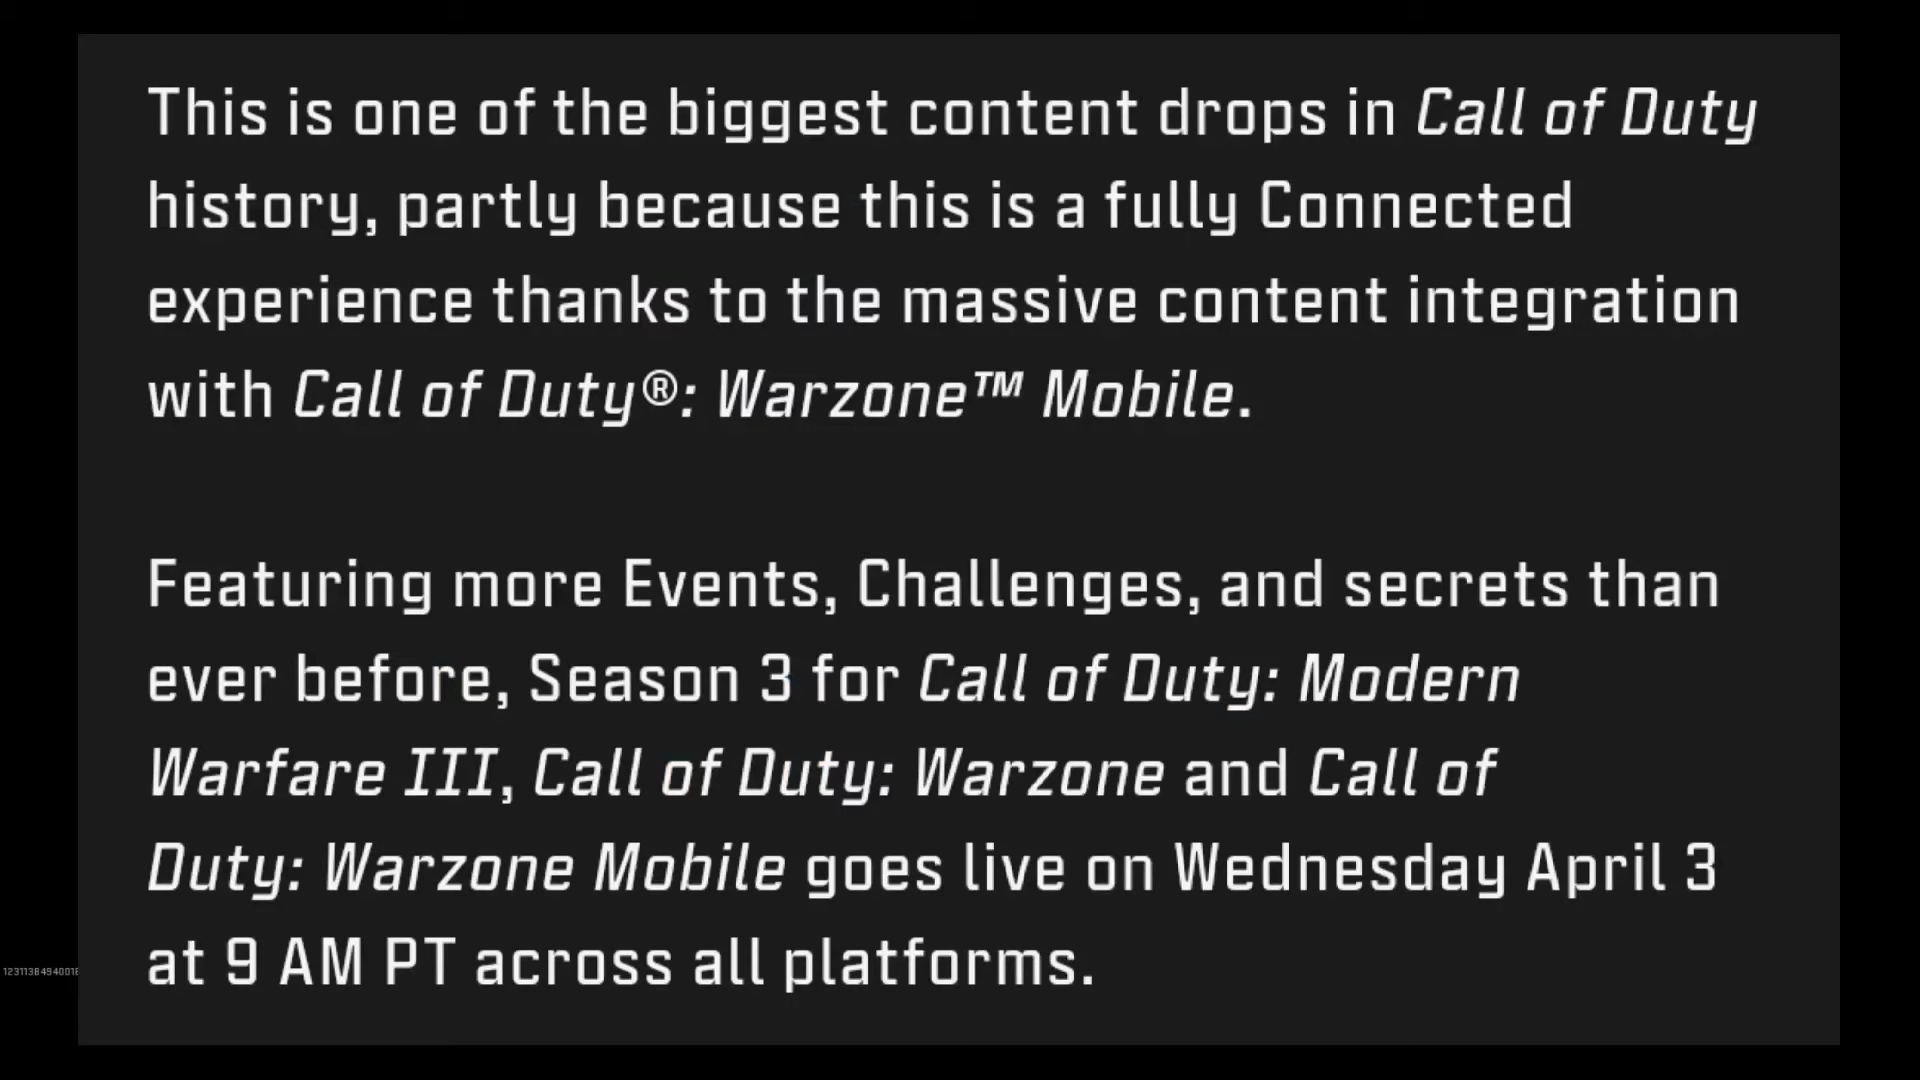 This is one of the biggest content drops in Call of Duty
history, partly because this is a fully Connected
experience thanks to the massive content integration
with Call of Duty®: Warzone™ Mobile.
Featuring more Events, Challenges, and secrets than
ever before, Season 3 for Call of Duty: Modern
Warfare III, Call of Duty: Warzone and Call of
Duty: Warzone Mobile goes live on Wednesday April 3
at 9 AM PT across all platforms.